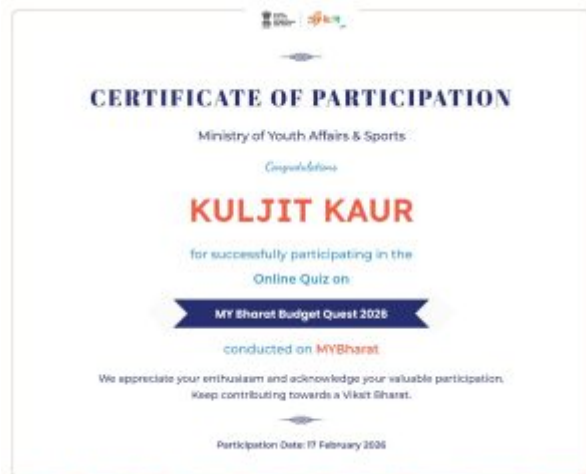 CERTIFICATE OF PARTICIPATION
Ministry of Youth Affairs & Sports
Congratulations
KULJIT KAUR
for successfully participating in the
Online Quiz on
MY Bharat Budget Quest 2026
conducted on MYBharat
We appreciate your enthusiasm and acknowledge your valuable participation.
Keep contributing towards a Viksit Bharat.
Participation Date: 17 February 2026